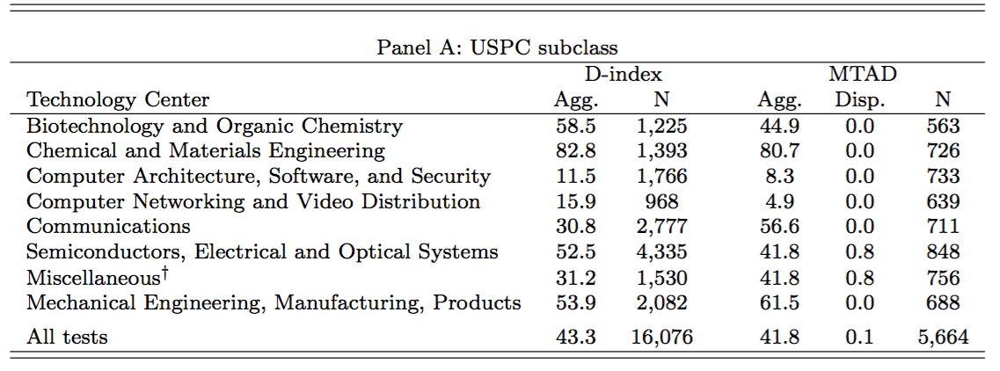 Panel A: USPC subclass
D-index MTAD
Technology Center Agg. N Agg. Disp. N
Biotechnology and Organic Chemistry 58.5 1,225 44.9 0.0 563
Chemical and Materials Engineering 82.8 1,393 80.7 0.0 726
Computer Architecture, Software, and Security 11.5 1,766 8.3 0.0 733
Computer Networking and Video Distribution 15.9 968 4.9 0.0 639
Communications 30.8 2,777 56.6 0.0 711
Semiconductors, Electrical and Optical Systems 52.5 4,335 41.8 0.8 848
Miscellaneous† 31.2 1,530 41.8 0.8 756
Mechanical Engineering, Manufacturing, Products 53.9 2,082 61.5 0.0 688
All tests 43.3 16,076 41.8 0.1 5,664